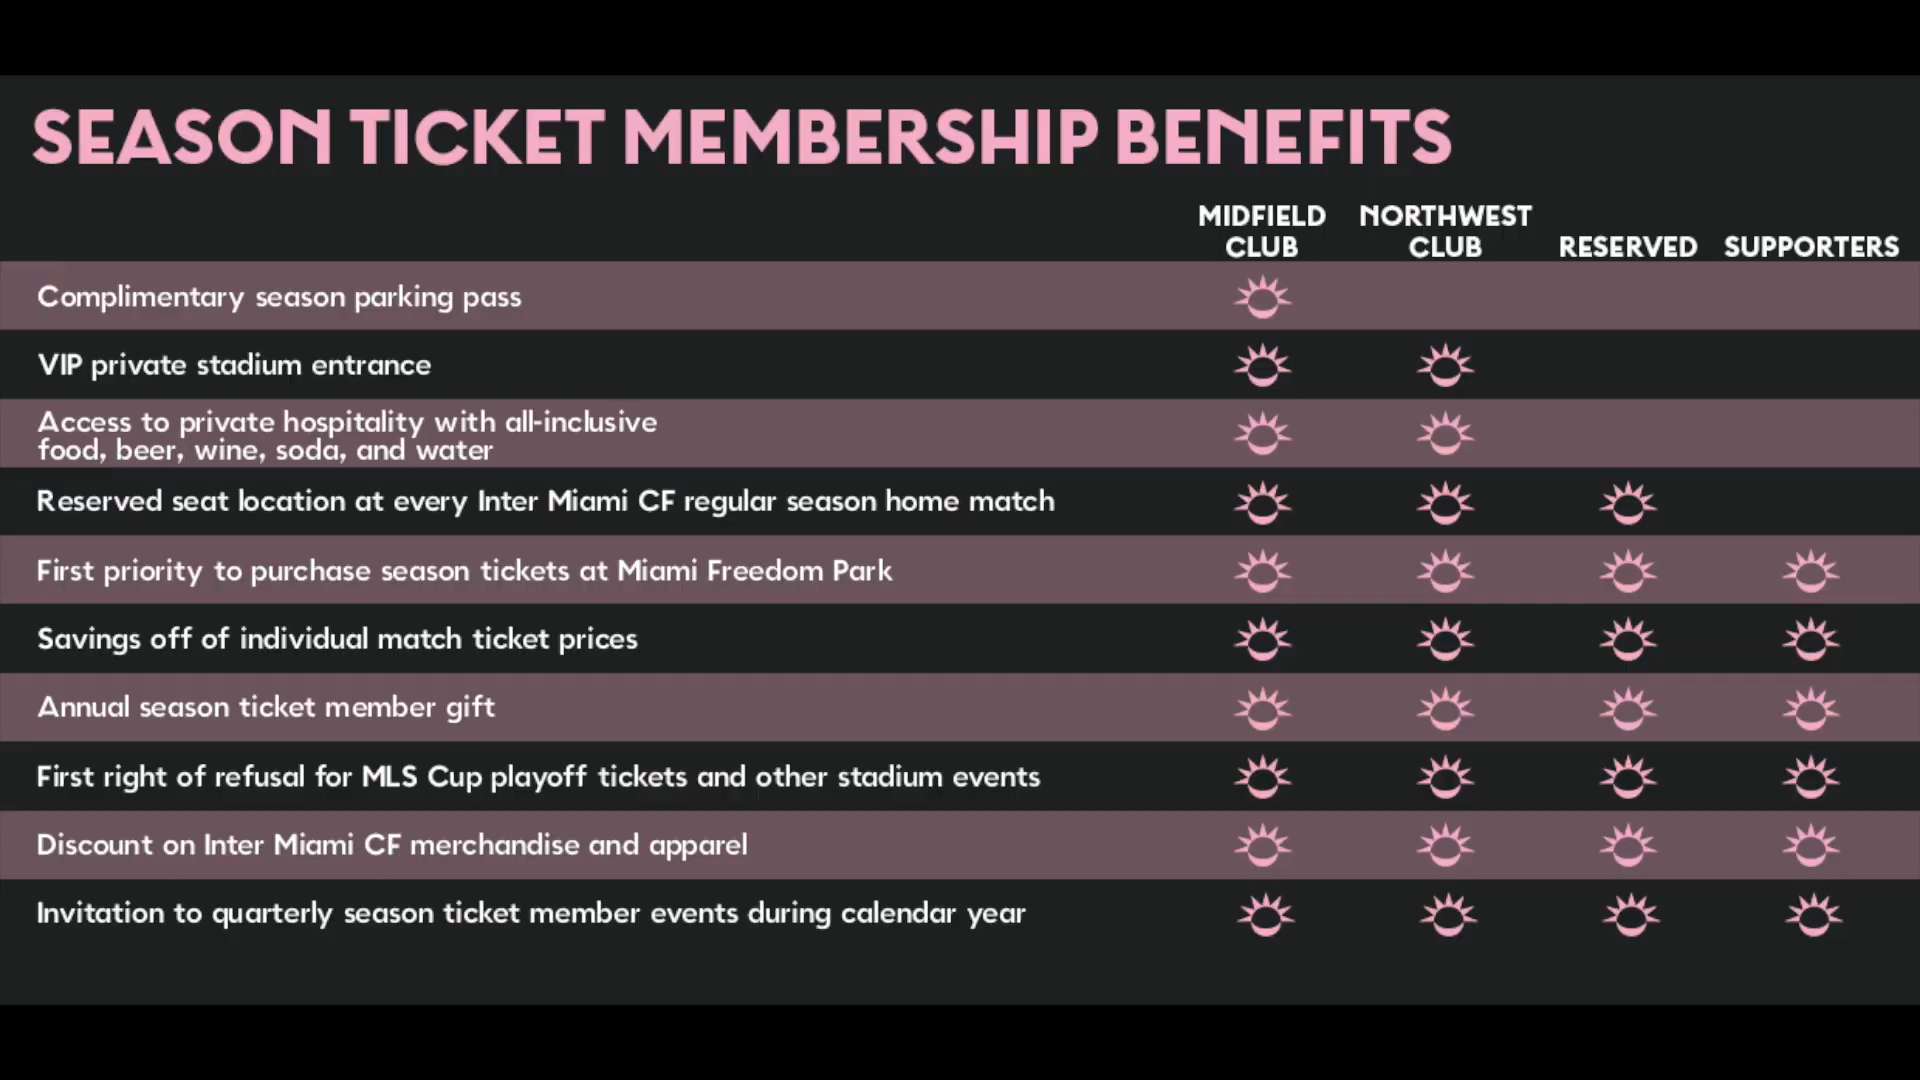 SEASON TICKET MEMBERSHIP BENEFITS
MIDFIELD CLUB
NORTHWEST CLUB
RESERVED
SUPPORTERS
Complimentary season parking pass
VIP private stadium entrance
Access to private hospitality with all-inclusive
food, beer, wine, soda, and water
Reserved seat location at every Inter Miami CF regular season home match
First priority to purchase season tickets at Miami Freedom Park
Savings off of individual match ticket prices
Annual season ticket member gift
First right of refusal for MLS Cup playoff tickets and other stadium events
Discount on Inter Miami CF merchandise and apparel
Invitation to quarterly season ticket member events during calendar year